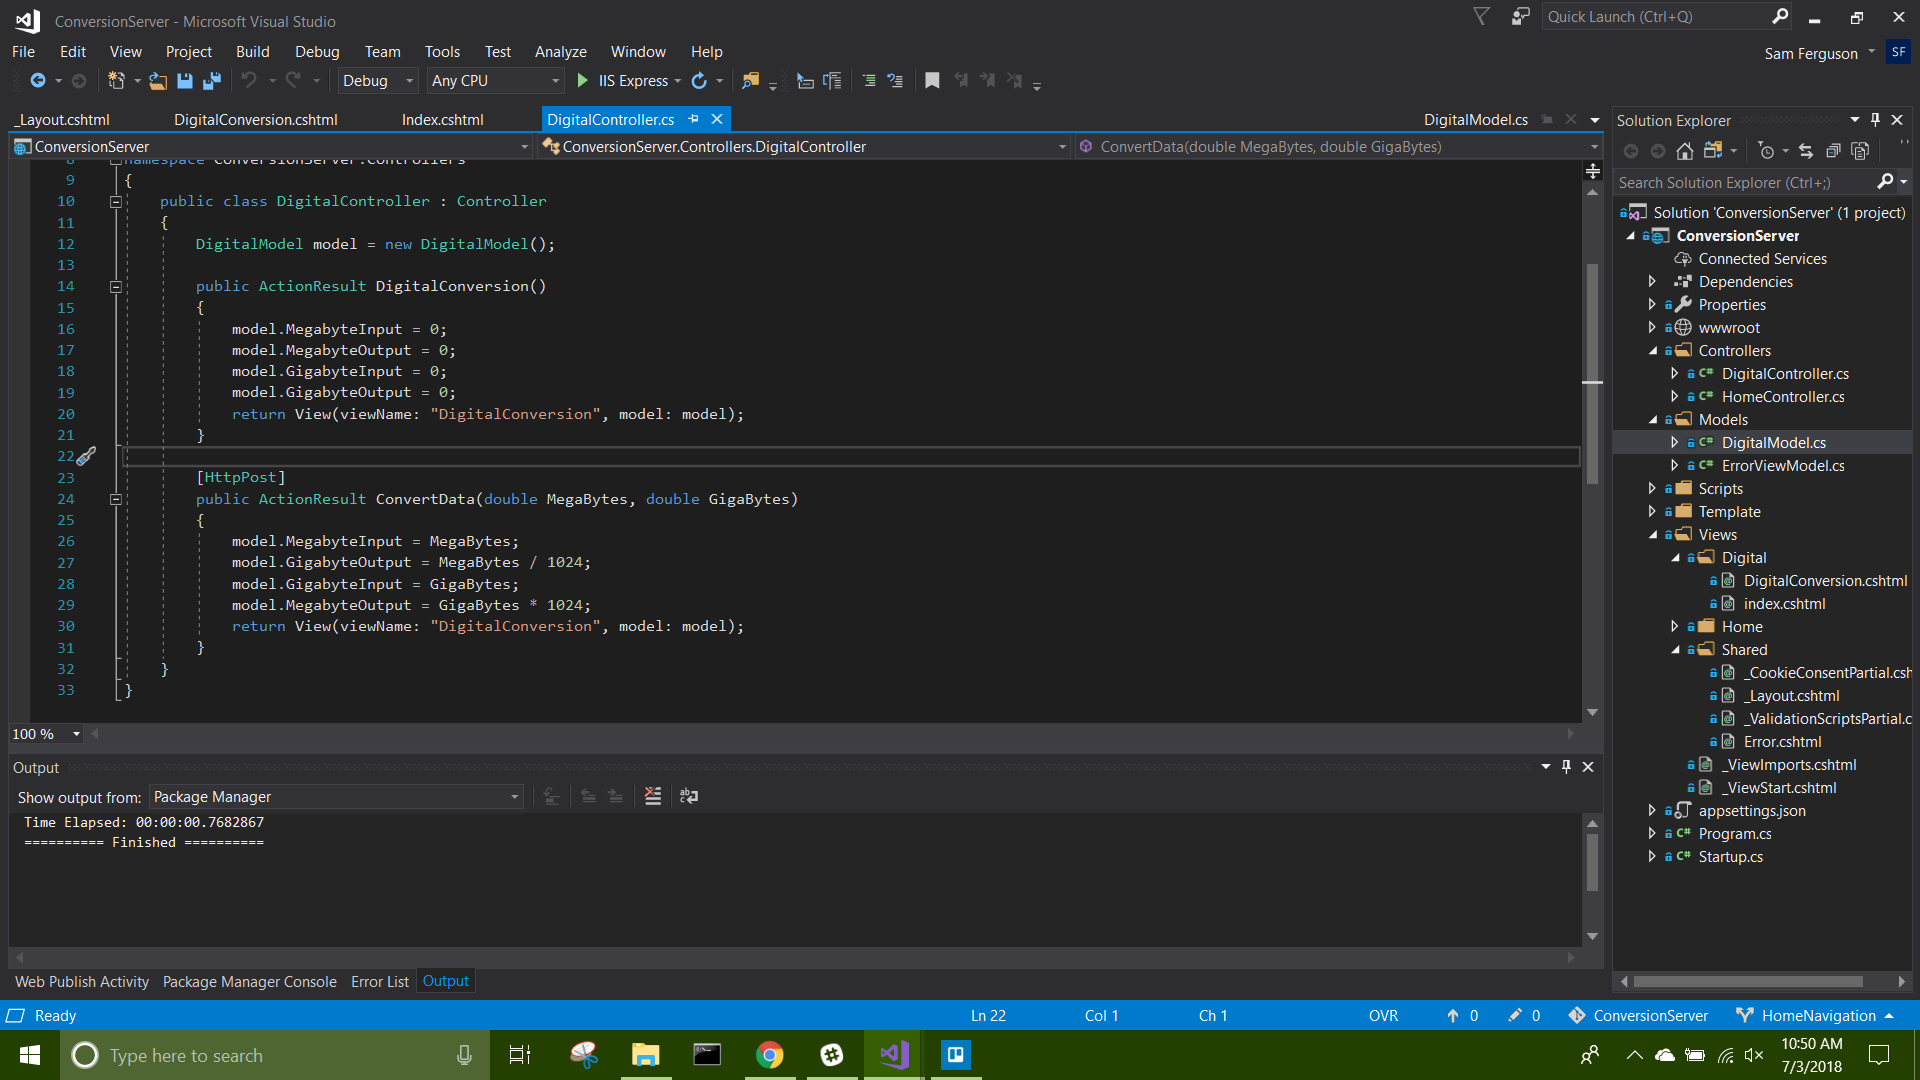 ConversionServer - Microsoft Visual Studio
Quick Launch (Ctrl+Q)
File Edit View Project Build Debug Team Tools Test Analyze Window Help
Sam Ferguson SF
Debug Any CPU IIS Express
_Layout.cshtml DigitalConversion.cshtml Index.cshtml DigitalController.cs DigitalModel.cs
ConversionServer ConversionServer.Controllers.DigitalController ConvertData(double MegaBytes, double GigaBytes)
8 namespace ConversionServer.Controllers
9 {
10 public class DigitalController : Controller
11 {
12 DigitalModel model = new DigitalModel();
13
14 public ActionResult DigitalConversion()
15 {
16 model.MegabyteInput = 0;
17 model.MegabyteOutput = 0;
18 model.GigabyteInput = 0;
19 model.GigabyteOutput = 0;
20 return View(viewName: "DigitalConversion", model: model);
21 }
22
23 [HttpPost]
24 public ActionResult ConvertData(double MegaBytes, double GigaBytes)
25 {
26 model.MegabyteInput = MegaBytes;
27 model.GigabyteOutput = MegaBytes / 1024;
28 model.GigabyteInput = GigaBytes;
29 model.MegabyteOutput = GigaBytes * 1024;
30 return View(viewName: "DigitalConversion", model: model);
31 }
32 }
33 }
100 %
Output
Show output from: Package Manager
Time Elapsed: 00:00:00.7682867
========== Finished ==========
Web Publish Activity Package Manager Console Error List Output
Solution Explorer
Search Solution Explorer (Ctrl+;)
Solution 'ConversionServer' (1 project)
ConversionServer
Connected Services
Dependencies
Properties
wwwroot
Controllers
C# DigitalController.cs
C# HomeController.cs
Models
C# DigitalModel.cs
C# ErrorViewModel.cs
Scripts
Template
Views
Digital
DigitalConversion.cshtml
index.cshtml
Home
Shared
_CookieConsentPartial.csh
_Layout.cshtml
_ValidationScriptsPartial.c
Error.cshtml
_ViewImports.cshtml
_ViewStart.cshtml
appsettings.json
C# Program.cs
C# Startup.cs
Ready Ln 22 Col 1 Ch 1 OVR 0 0 ConversionServer HomeNavigation
Type here to search
10:50 AM
7/3/2018